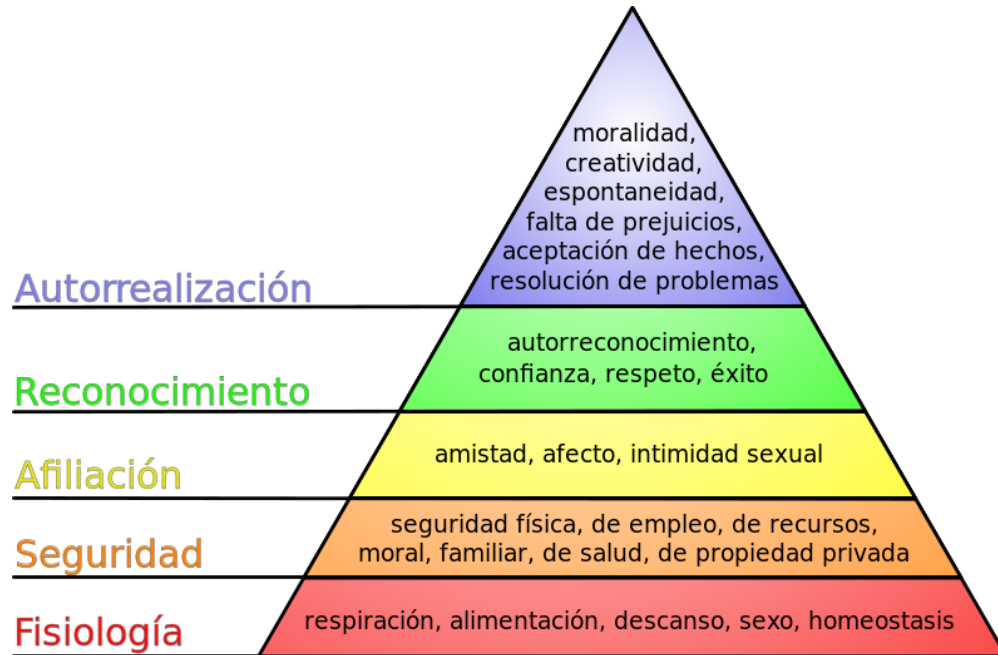 moralidad,
creatividad,
espontaneidad,
falta de prejuicios,
aceptación de hechos,
resolución de problemas
Autorrealización
autorreconocimiento,
confianza, respeto, éxito
Reconocimiento
amistad, afecto, intimidad sexual
Afiliación
seguridad física, de empleo, de recursos,
moral, familiar, de salud, de propiedad privada
Seguridad
respiración, alimentación, descanso, sexo, homeostasis
Fisiología